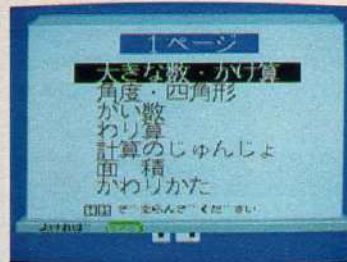 1ページ
大きな数・かけ算
角度・四角形
がい数
わり算
計算のじゅんじょ
面 積
かわりかた
で えらんで ください